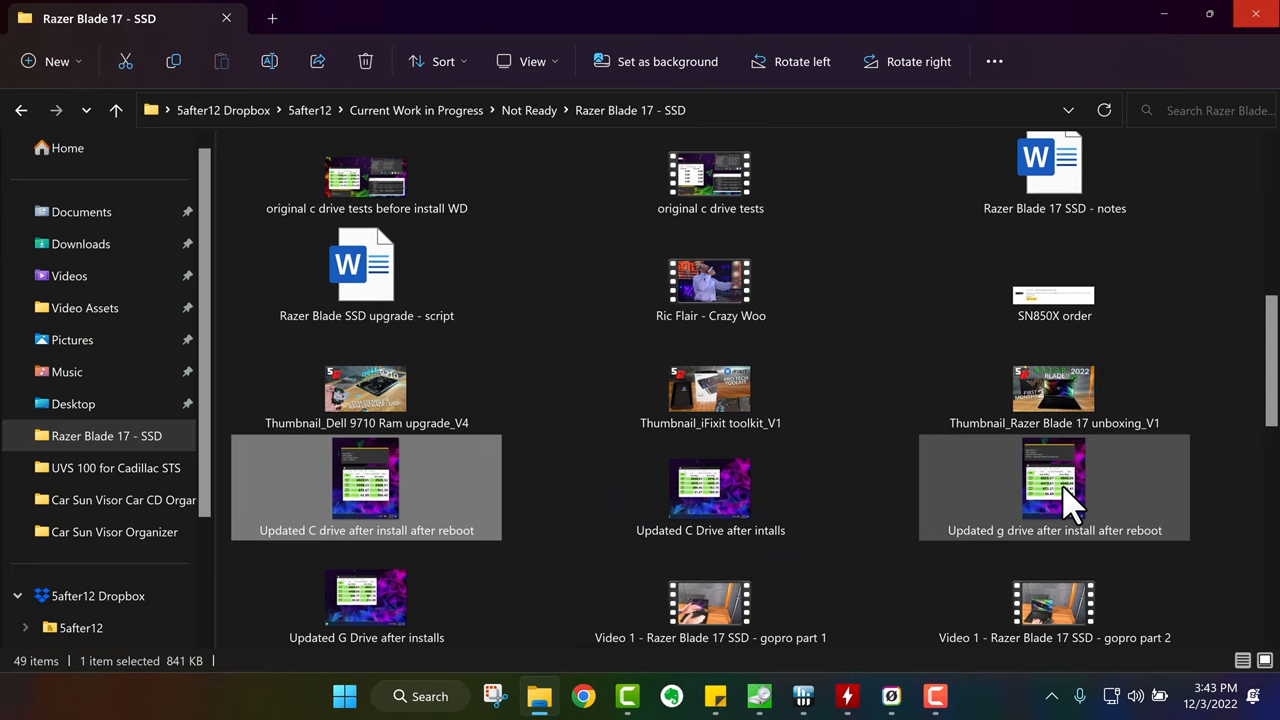 Razer Blade 17 - SSD
New
Sort
View
Set as background
Rotate left
Rotate right
5after12 Dropbox
5after12
Current Work in Progress
Not Ready
Razer Blade 17 - SSD
Search Razer Blade...
Home
Documents
Downloads
Videos
Video Assets
Pictures
Music
Desktop
Razer Blade 17 - SSD
UVS 100 for Cadillac STS
Car Sun Visor Car CD Orgar
Car Sun Visor Organizer
5after12 Dropbox
5after12
original c drive tests before install WD
original c drive tests
Razer Blade 17 SSD - notes
Razer Blade SSD upgrade - script
Ric Flair - Crazy Woo
SN850X order
Thumbnail_Dell 9710 Ram upgrade_V4
Thumbnail_iFixit toolkit_V1
Thumbnail_Razer Blade 17 unboxing_V1
Updated C drive after install after reboot
Updated C Drive after intalls
Updated g drive after install after reboot
Updated G Drive after installs
Video 1 - Razer Blade 17 SSD - gopro part 1
Video 1 - Razer Blade 17 SSD - gopro part 2
49 items
1 item selected 841 KB
Search
3:43 PM
12/3/2022